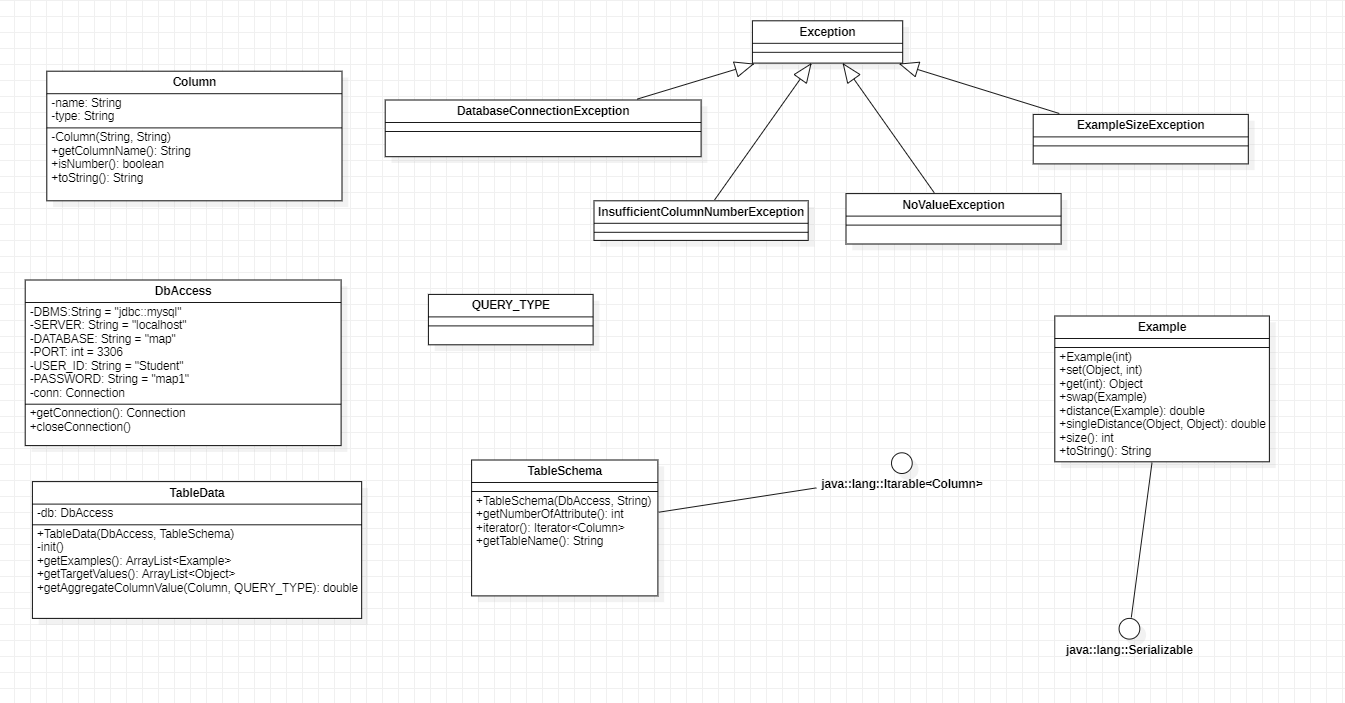 Exception
Column
-name: String
-type: String
-Column(String, String)
+getColumnName(): String
+isNumber(): boolean
+toString(): String
DatabaseConnectionException
ExampleSizeException
InsufficientColumnNumberException
NoValueException
DbAccess
-DBMS:String = "jdbc::mysql"
-SERVER: String = "localhost"
-DATABASE: String = "map"
-PORT: int = 3306
-USER_ID: String = "Student"
-PASSWORD: String = "map1"
-conn: Connection
+getConnection(): Connection
+closeConnection()
QUERY_TYPE
Example
+Example(int)
+set(Object, int)
+get(int): Object
+swap(Example)
+distance(Example): double
+singleDistance(Object, Object): double
+size(): int
+toString(): String
TableSchema
+TableSchema(DbAccess, String)
+getNumberOfAttribute(): int
+iterator(): Iterator<Column>
+getTableName(): String
java::lang::Itarable<Column>
TableData
-db: DbAccess
+TableData(DbAccess, TableSchema)
-init()
+getExamples(): ArrayList<Example>
+getTargetValues(): ArrayList<Object>
+getAggregateColumnValue(Column, QUERY_TYPE): double
java::lang::Serializable